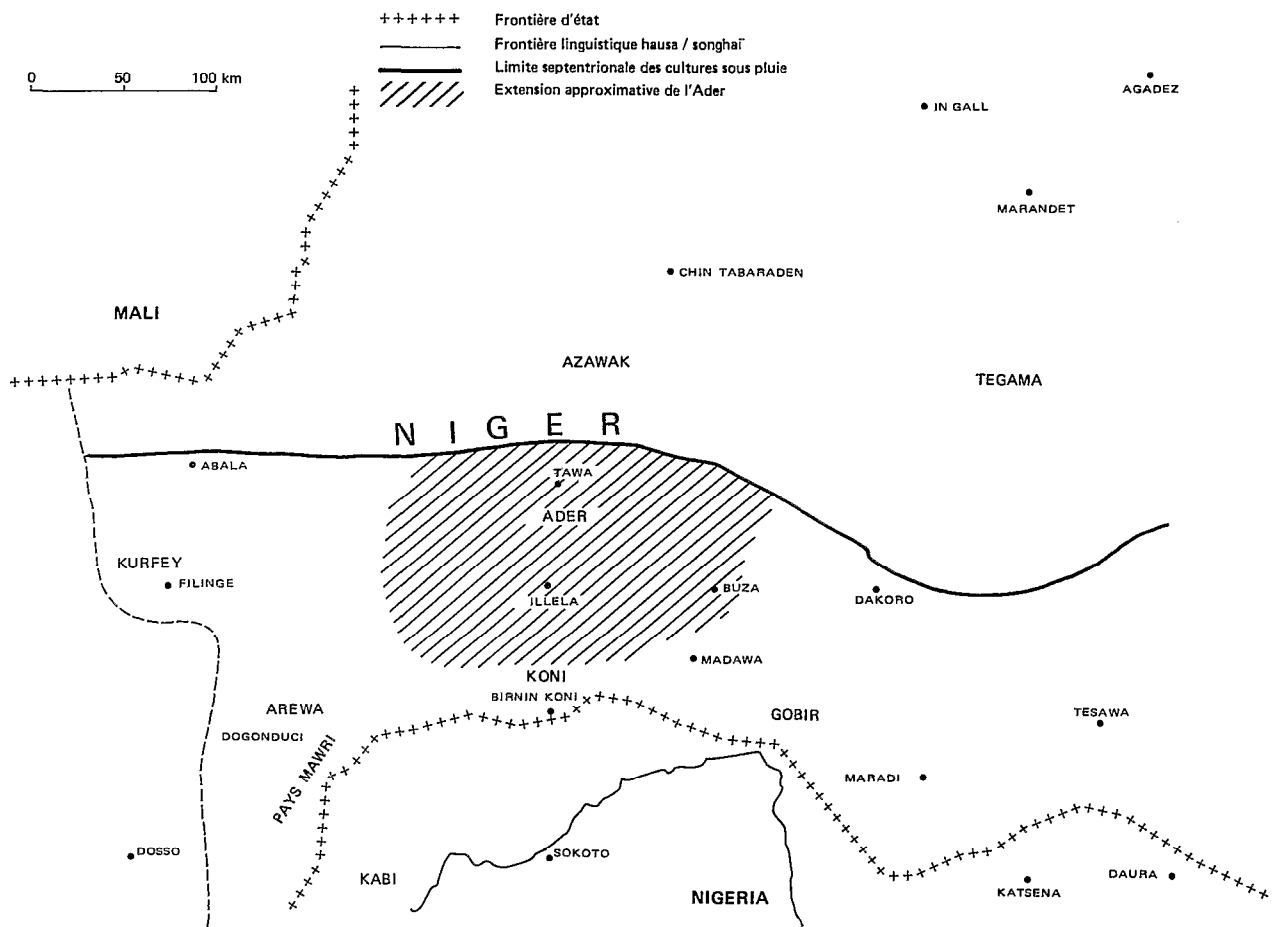 Frontière d'état
Frontière linguistique hausa / songhaï
Limite septentrionale des cultures sous pluie
Extension approximative de l'Ader
0 50 100 km
AGADEZ
IN GALL
MARANDET
CHIN TABARADEN
MALI
AZAWAK
TEGAMA
NIGER
ABALA
TAWA
ADER
KURFEY
FILINGE
ILLELA
BUZA
DAKORO
MADAWA
KONI
BIRNIN KONI
AREWA
GOBIR
TESAWA
DOGONDUCI
PAYS MAWRI
MARADI
DOSSO
SOKOTO
KABI
NIGERIA
KATSENA
DAURA